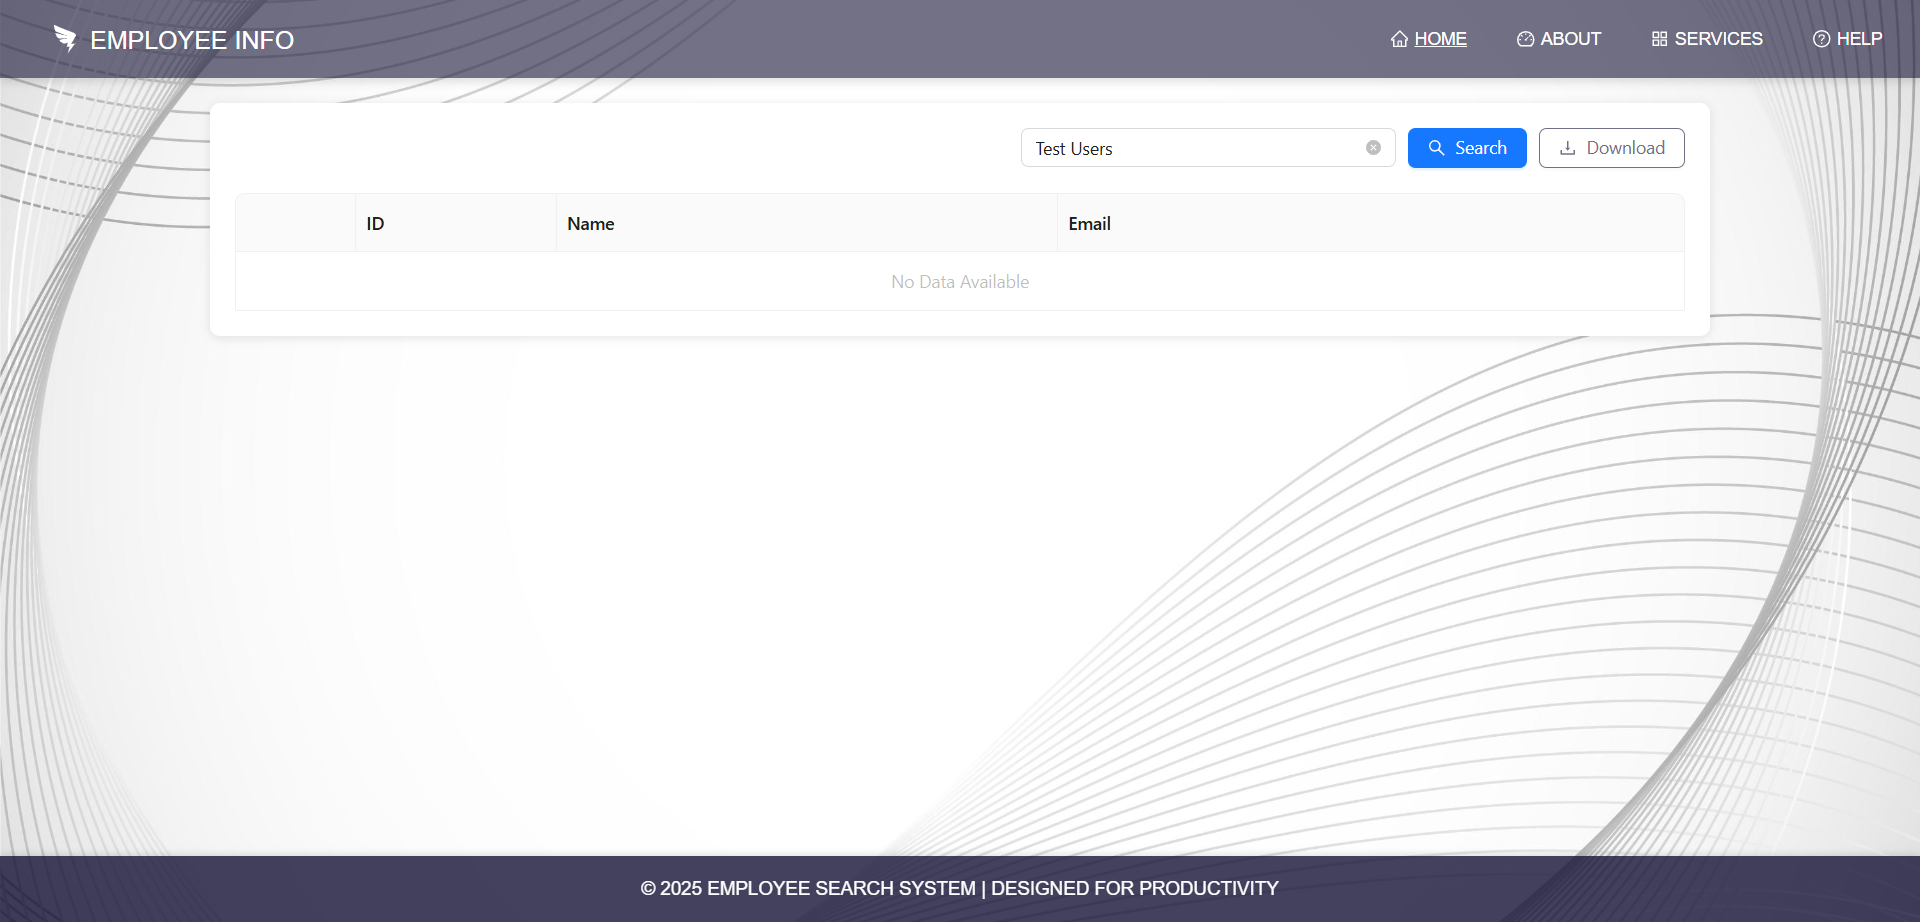 EMPLOYEE INFO
HOME ABOUT SERVICES HELP
Test Users Search Download
ID Name Email
No Data Available
© 2025 EMPLOYEE SEARCH SYSTEM | DESIGNED FOR PRODUCTIVITY